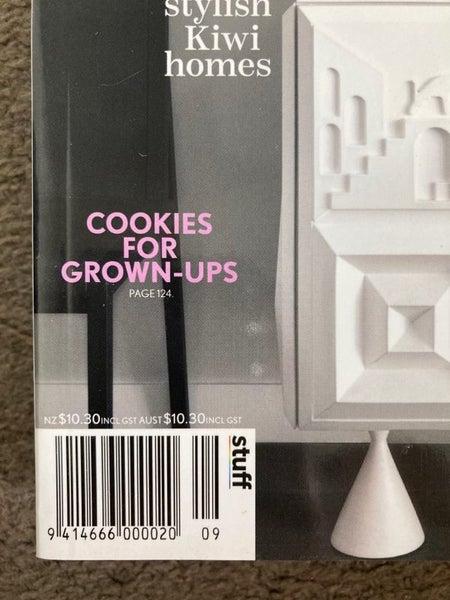 stylish
Kiwi
homes
COOKIES
FOR
GROWN-UPS
PAGE 124.
NZ $10.30 INCL GST AUST $10.30 INCL GST
stuff
9 414666 000020 09